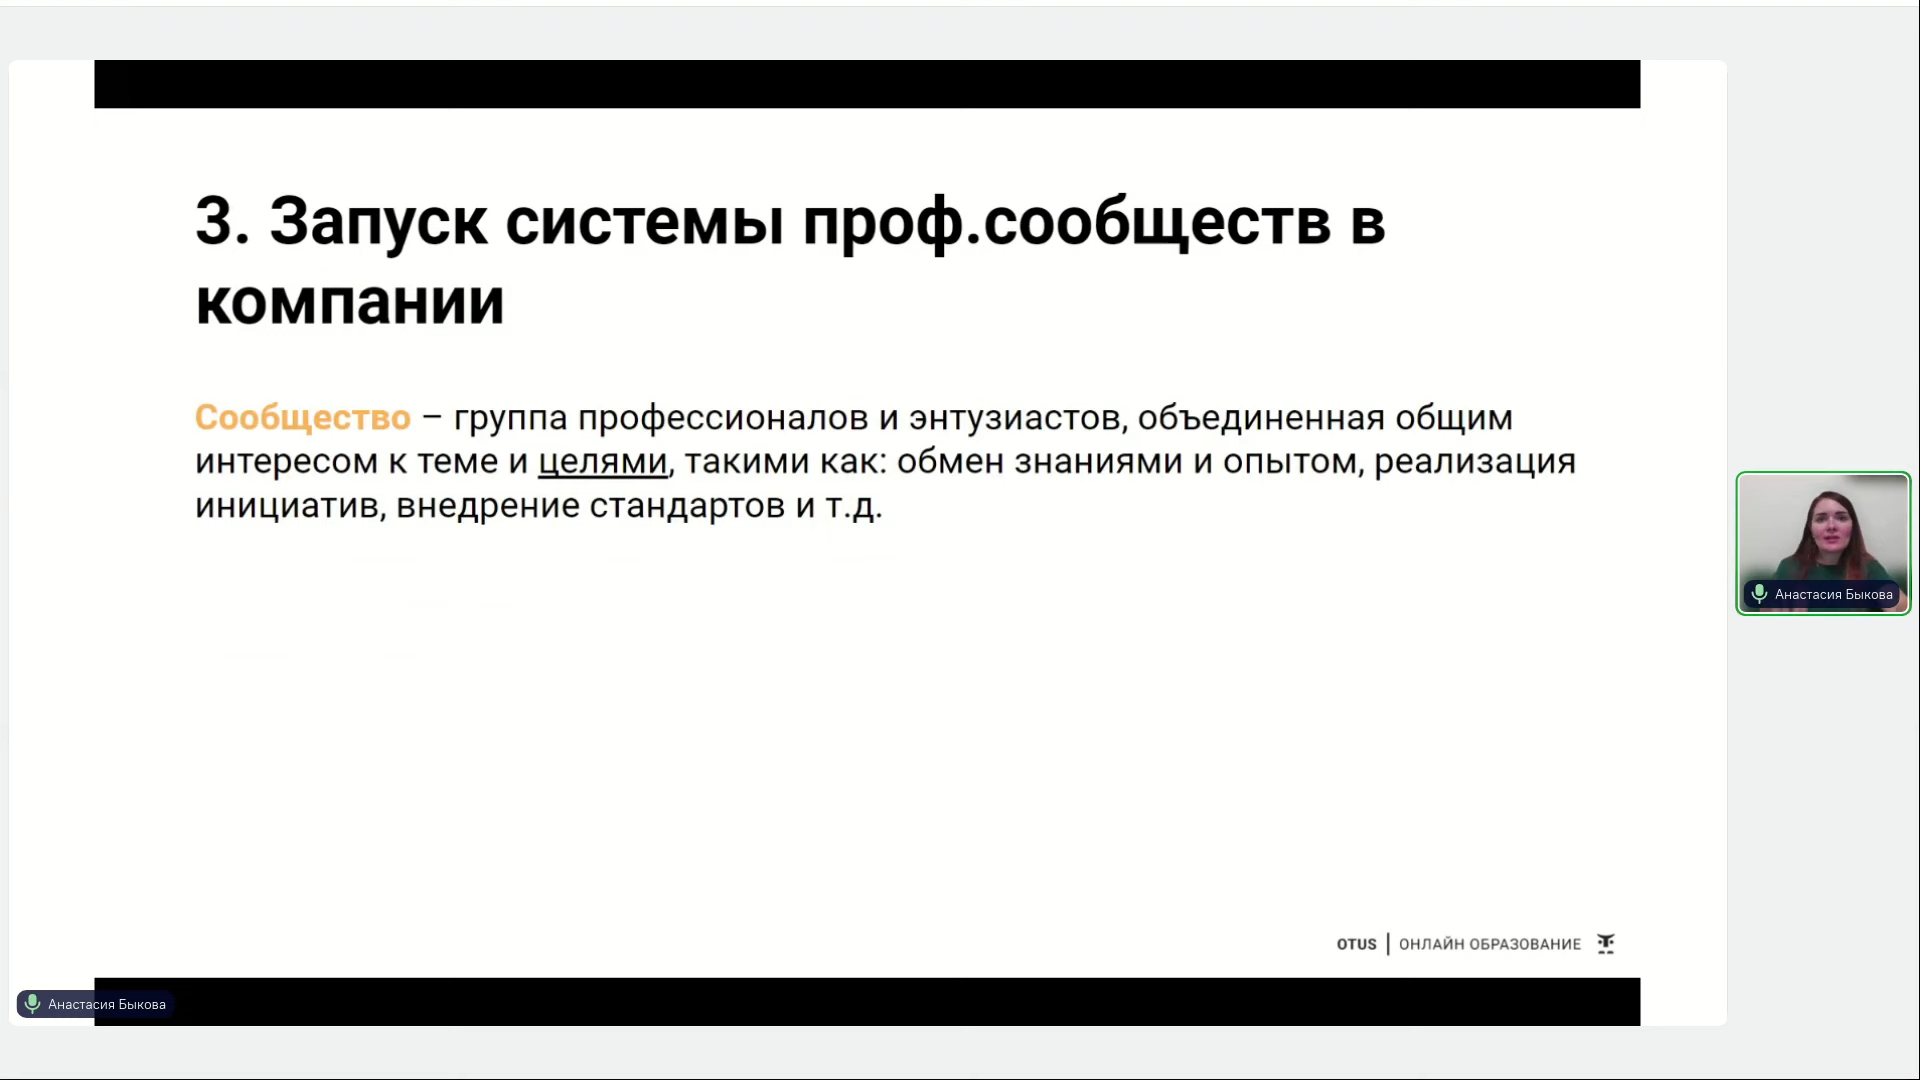 3. Запуск системы проф.сообществ в
компании
Сообщество – группа профессионалов и энтузиастов, объединенная общим
интересом к теме и целями, такими как: обмен знаниями и опытом, реализация
инициатив, внедрение стандартов и т.д.
Анастасия Быкова
OTUS | ОНЛАЙН ОБРАЗОВАНИЕ
Анастасия Быкова